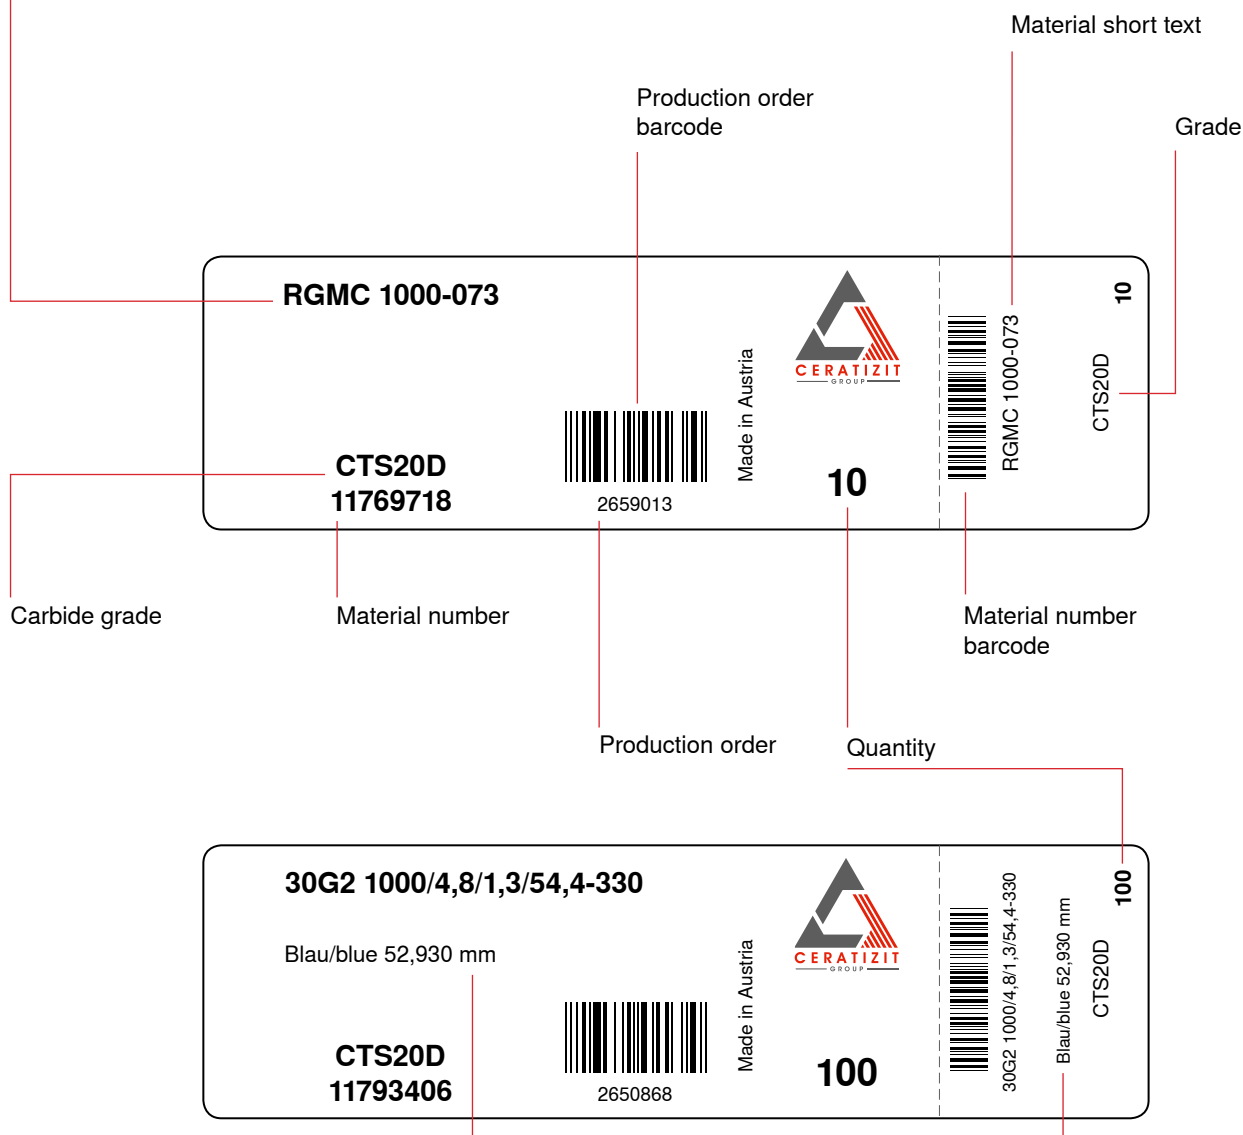 Material short text
Production order
barcode
Grade
RGMC 1000-073
CTS20D
11769718
2659013
Made in Austria
CERATIZIT
GROUP
10
RGMC 1000-073
CTS20D
10
Carbide grade
Material number
Material number
barcode
Production order
Quantity
30G2 1000/4,8/1,3/54,4-330
Blau/blue 52,930 mm
CTS20D
11793406
2650868
Made in Austria
CERATIZIT
GROUP
100
30G2 1000/4,8/1,3/54,4-330
Blau/blue 52,930 mm
CTS20D
100